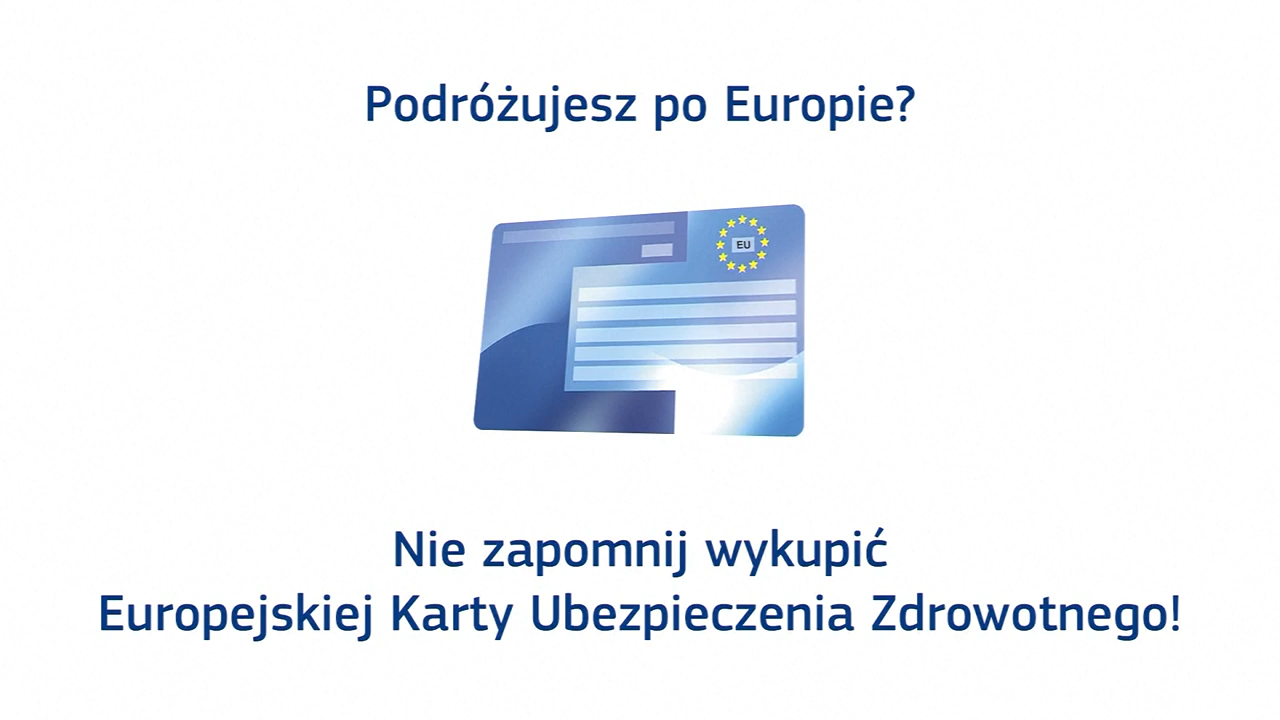 Podróżujesz po Europie?
EU
Nie zapomnij wykupić
Europejskiej Karty Ubezpieczenia Zdrowotnego!